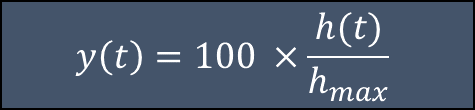 y(t) = 100 × h(t)/h_max